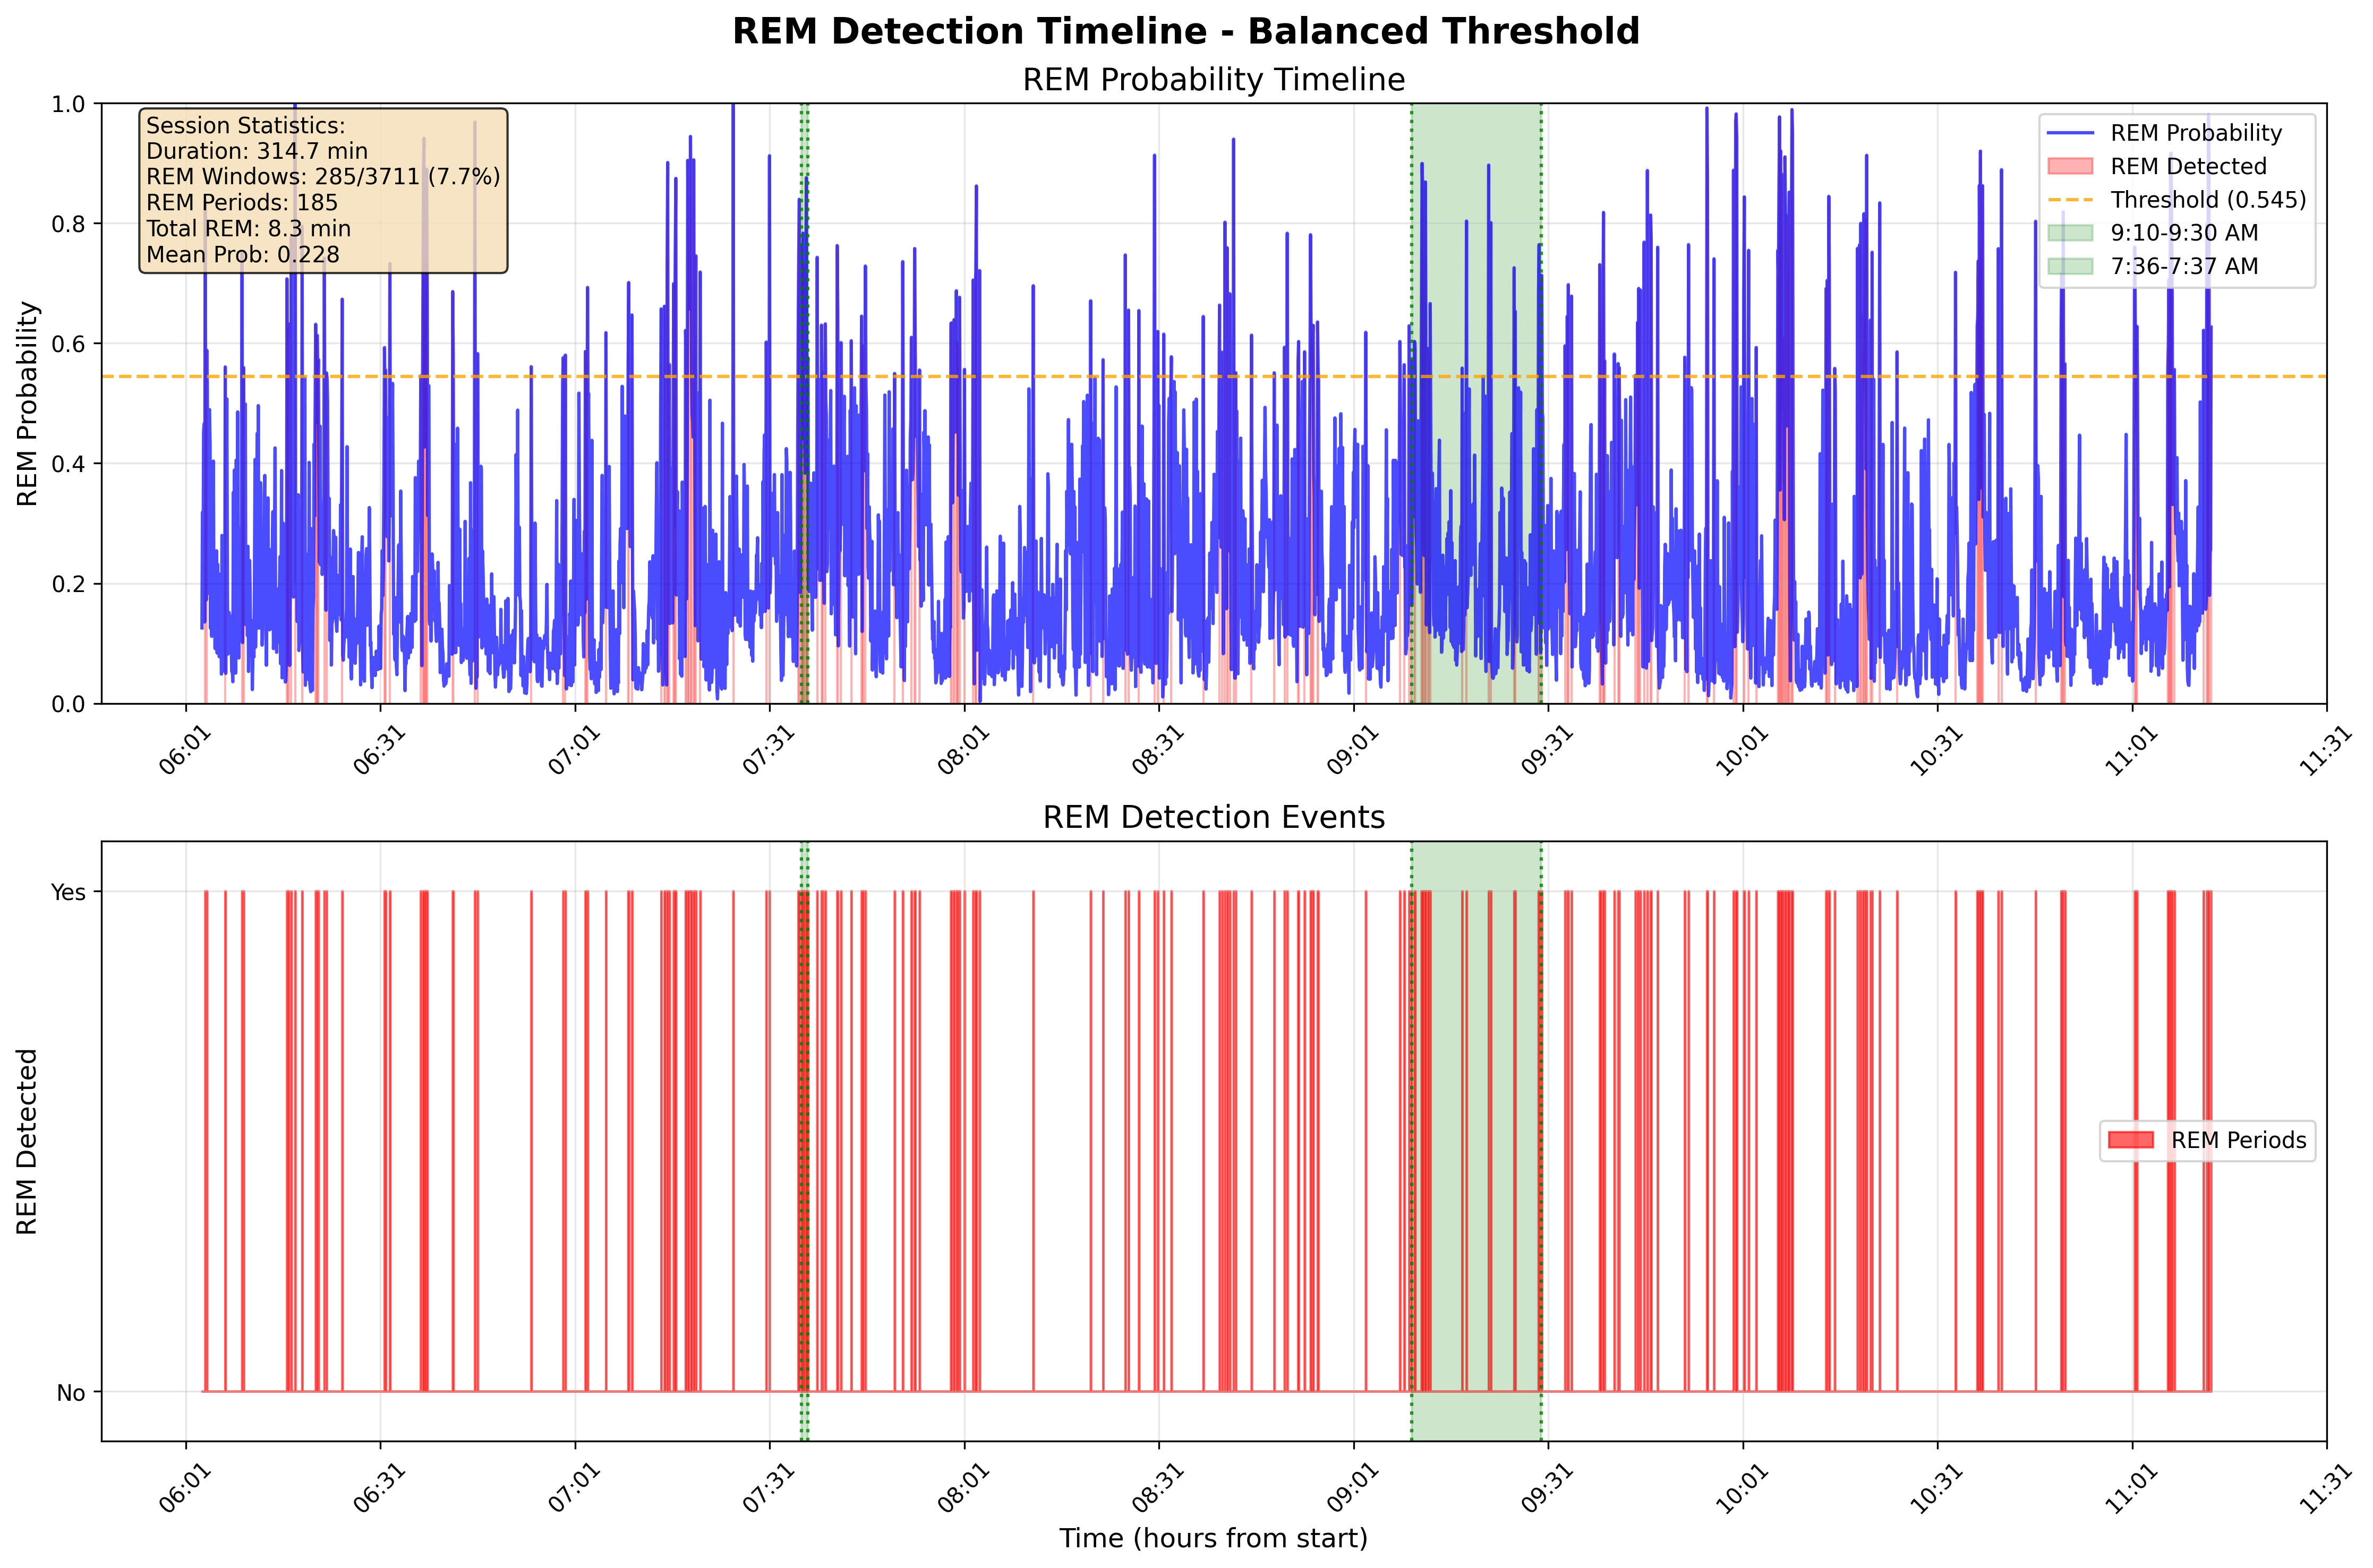 REM Detection Timeline - Balanced Threshold
REM Probability Timeline
REM Probability
1.0
0.8
0.6
0.4
0.2
0.0
Session Statistics:
Duration: 314.7 min
REM Windows: 285/3711 (7.7%)
REM Periods: 185
Total REM: 8.3 min
Mean Prob: 0.228
REM Probability
REM Detected
Threshold (0.545)
9:10-9:30 AM
7:36-7:37 AM
06:01
06:31
07:01
07:31
08:01
08:31
09:01
09:31
10:01
10:31
11:01
11:31
REM Detection Events
REM Detected
Yes
No
REM Periods
06:01
06:31
07:01
07:31
08:01
08:31
09:01
09:31
10:01
10:31
11:01
11:31
Time (hours from start)